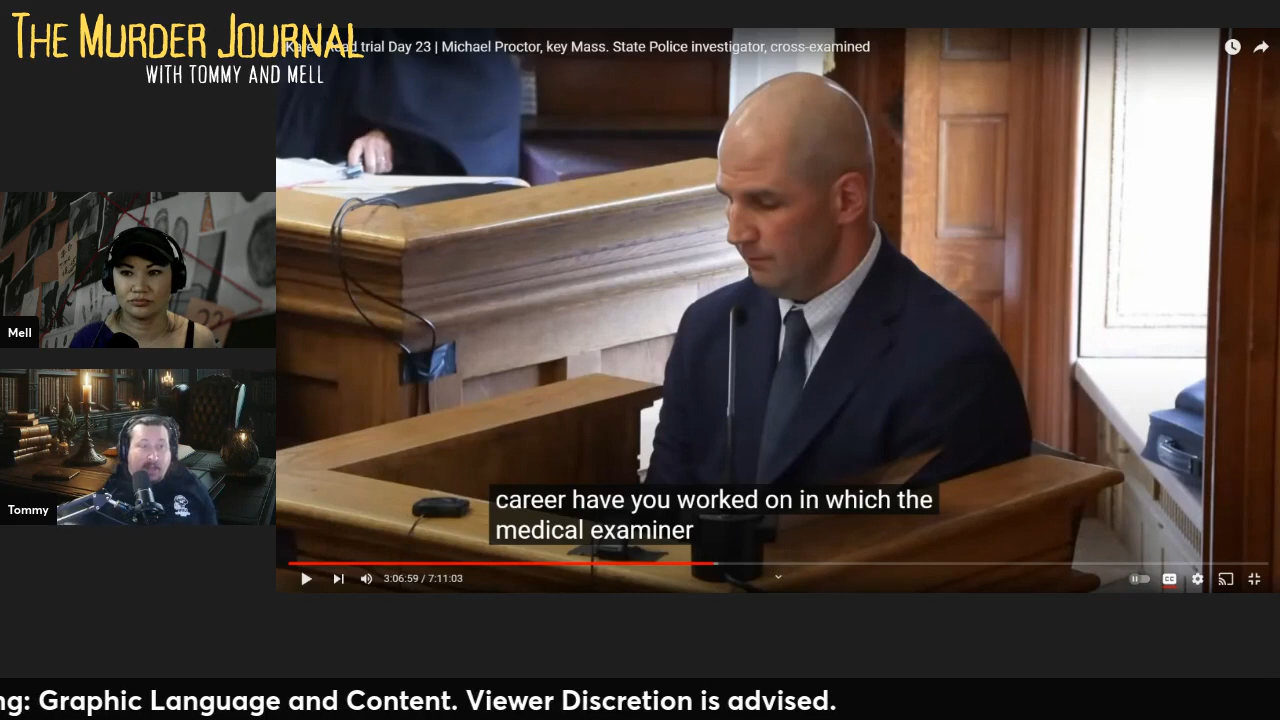 THE MURDER JOURNAL
WITH TOMMY AND MELL
trial Day 23 | Michael Proctor, key Mass. State Police investigator, cross-examined
Mell
22
Tommy
career have you worked on in which the
medical examiner
3:06:59 / 7:11:03
CC
ng: Graphic Language and Content. Viewer Discretion is advised.